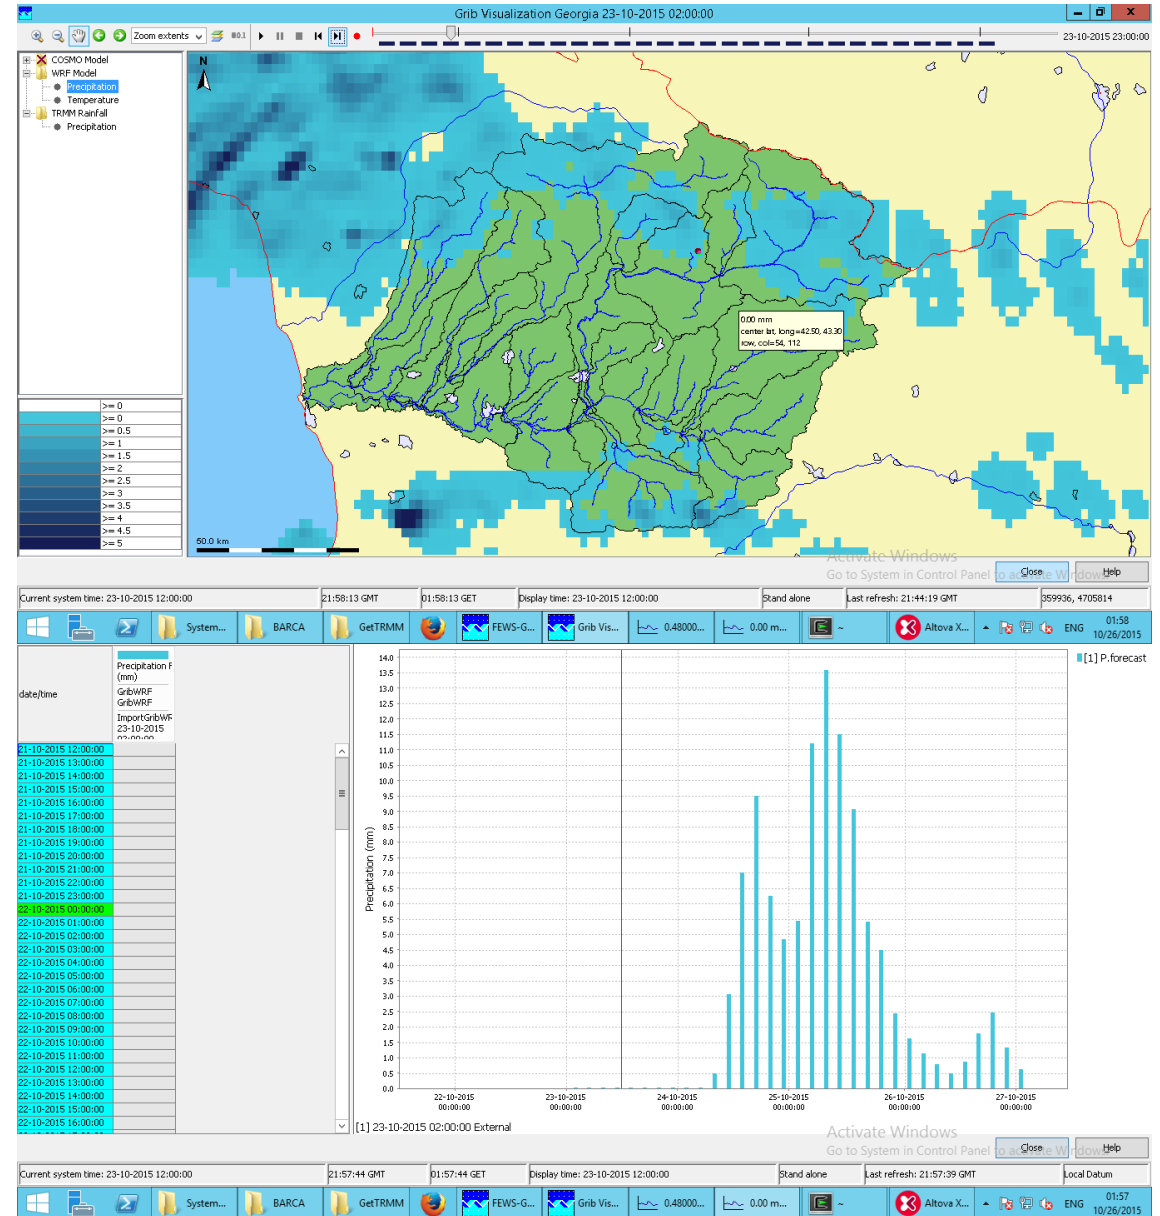 Grib Visualization Georgia 23-10-2015 02:00:00
Zoom extents
23-10-2015 23:00:00
COSMO Model
WRF Model
Precipitation
Temperature
TRMM Rainfall
Precipitation
N
0.00 mm
center lat, long=42.50, 43.30
row, col=54, 112
>= 0
>= 0
>= 0.5
>= 1
>= 1.5
>= 2
>= 2.5
>= 3
>= 3.5
>= 4
>= 4.5
>= 5
50.0 km
Activate Windows
Go to System in Control Panel to activate Windows.
Close
Help
Current system time: 23-10-2015 12:00:00
21:58:13 GMT
01:58:13 GET
Display time: 23-10-2015 12:00:00
Stand alone
Last refresh: 21:44:19 GMT
359936, 4705814
System...
BARCA
GetTRMM
FEWS-G...
Grib Vis...
0.48000...
0.00 m...
~
Altova X...
ENG
01:58
10/26/2015
date/time
Precipitation F
(mm)
GribWRF
GribWRF
ImportGribWF
23-10-2015
02:00:00
21-10-2015 12:00:00
21-10-2015 13:00:00
21-10-2015 14:00:00
21-10-2015 15:00:00
21-10-2015 16:00:00
21-10-2015 17:00:00
21-10-2015 18:00:00
21-10-2015 19:00:00
21-10-2015 20:00:00
21-10-2015 21:00:00
21-10-2015 22:00:00
21-10-2015 23:00:00
22-10-2015 00:00:00
22-10-2015 01:00:00
22-10-2015 02:00:00
22-10-2015 03:00:00
22-10-2015 04:00:00
22-10-2015 05:00:00
22-10-2015 06:00:00
22-10-2015 07:00:00
22-10-2015 08:00:00
22-10-2015 09:00:00
22-10-2015 10:00:00
22-10-2015 11:00:00
22-10-2015 12:00:00
22-10-2015 13:00:00
22-10-2015 14:00:00
22-10-2015 15:00:00
22-10-2015 16:00:00
Precipitation (mm)
14.0
13.5
13.0
12.5
12.0
11.5
11.0
10.5
10.0
9.5
9.0
8.5
8.0
7.5
7.0
6.5
6.0
5.5
5.0
4.5
4.0
3.5
3.0
2.5
2.0
1.5
1.0
0.5
0.0
22-10-2015
00:00:00
23-10-2015
00:00:00
24-10-2015
00:00:00
25-10-2015
00:00:00
26-10-2015
00:00:00
27-10-2015
00:00:00
[1] P.forecast
[1] 23-10-2015 02:00:00 External
Activate Windows
Go to System in Control Panel to activate Windows.
Close
Help
Current system time: 23-10-2015 12:00:00
21:57:44 GMT
01:57:44 GET
Display time: 23-10-2015 12:00:00
Stand alone
Last refresh: 21:57:39 GMT
Local Datum
System...
BARCA
GetTRMM
FEWS-G...
Grib Vis...
0.48000...
0.00 m...
~
Altova X...
ENG
01:57
10/26/2015